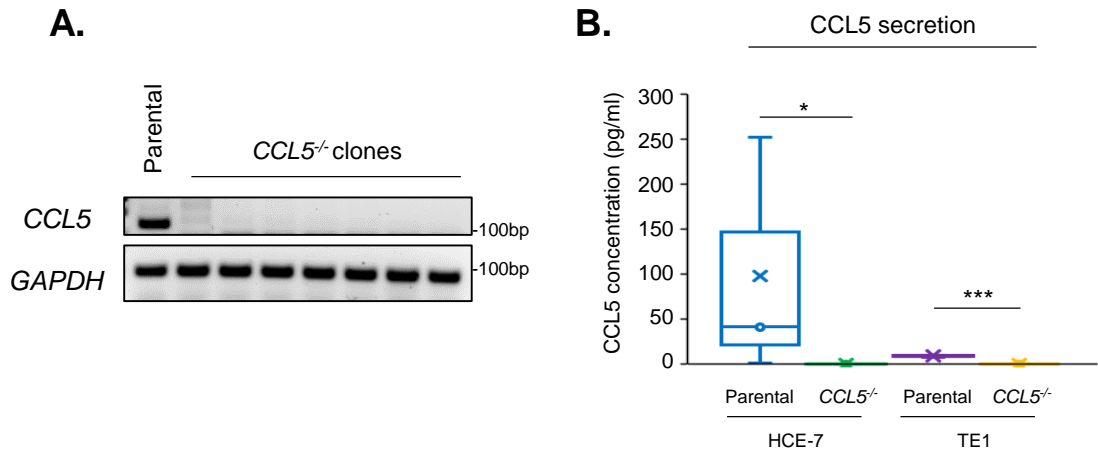 A.
Parental
CCL5-/- clones
CCL5
-100bp
GAPDH
-100bp
B.
CCL5 secretion
CCL5 concentration (pg/ml)
300
250
200
150
100
50
0
*
***
Parental CCL5-/- Parental CCL5-/-
HCE-7 TE1